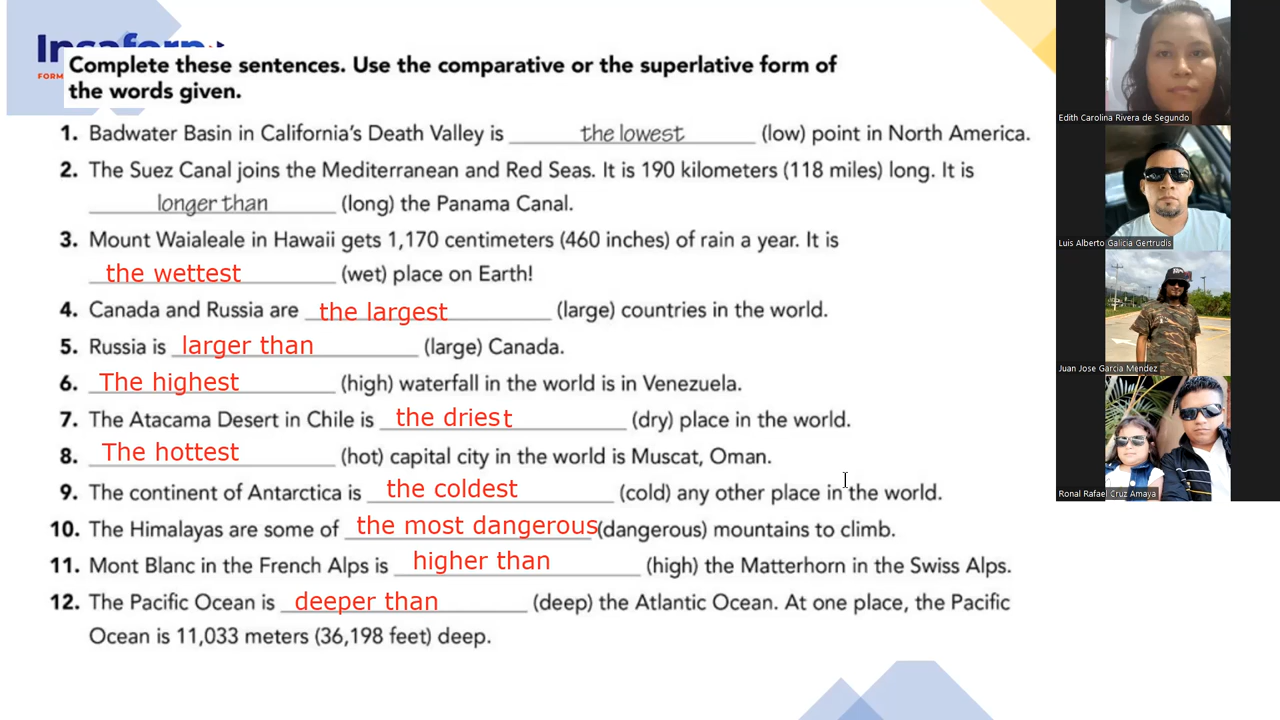 Insaforp
FORM
Complete these sentences. Use the comparative or the superlative form of
the words given.
1. Badwater Basin in California's Death Valley is the lowest (low) point in North America.
2. The Suez Canal joins the Mediterranean and Red Seas. It is 190 kilometers (118 miles) long. It is
longer than (long) the Panama Canal.
3. Mount Waialeale in Hawaii gets 1,170 centimeters (460 inches) of rain a year. It is
the wettest (wet) place on Earth!
4. Canada and Russia are the largest (large) countries in the world.
5. Russia is larger than (large) Canada.
6. The highest (high) waterfall in the world is in Venezuela.
7. The Atacama Desert in Chile is the driest (dry) place in the world.
8. The hottest (hot) capital city in the world is Muscat, Oman.
9. The continent of Antarctica is the coldest (cold) any other place in the world.
10. The Himalayas are some of the most dangerous (dangerous) mountains to climb.
11. Mont Blanc in the French Alps is higher than (high) the Matterhorn in the Swiss Alps.
12. The Pacific Ocean is deeper than (deep) the Atlantic Ocean. At one place, the Pacific
Ocean is 11,033 meters (36,198 feet) deep.
Edith Carolina Rivera de Segundo
Luis Alberto Galicia Gertrudis
Juan Jose Garcia Mendez
Ronal Rafael Cruz Amaya